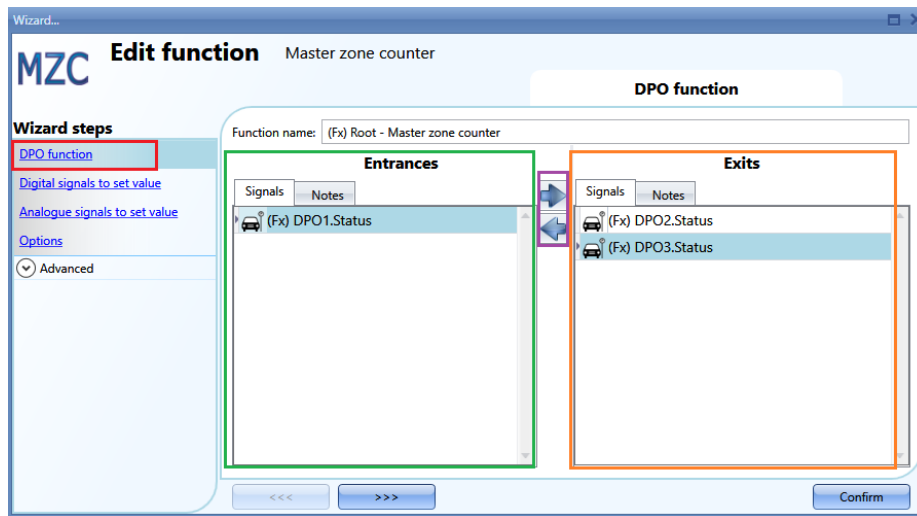 Wizard...
MZC Edit function Master zone counter
DPO function
Wizard steps
DPO function
Digital signals to set value
Analogue signals to set value
Options
Advanced
Function name: (Fx) Root - Master zone counter
Entrances
Signals Notes
(Fx) DPO1.Status
Exits
Signals Notes
(Fx) DPO2.Status
(Fx) DPO3.Status
<<< >>> Confirm